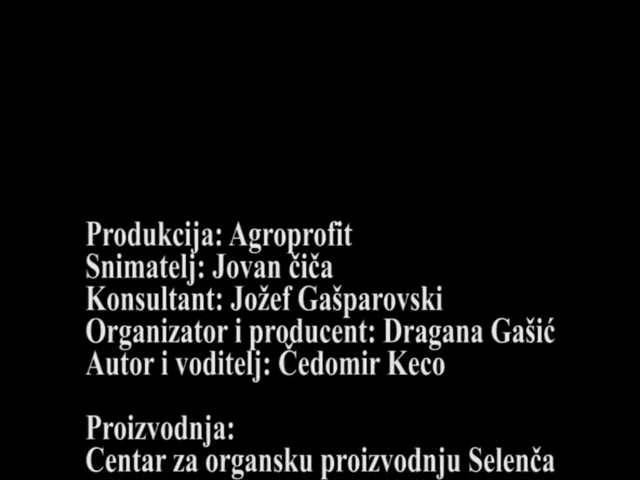 Produkcija: Agroprofit
Snimatelj: Jovan čiča
Konsultant: Jožef Gašparovski
Organizator i producent: Dragana Gašić
Autor i voditelj: Čedomir Keco
Proizvodnja:
Centar za organsku proizvodnju Selenča